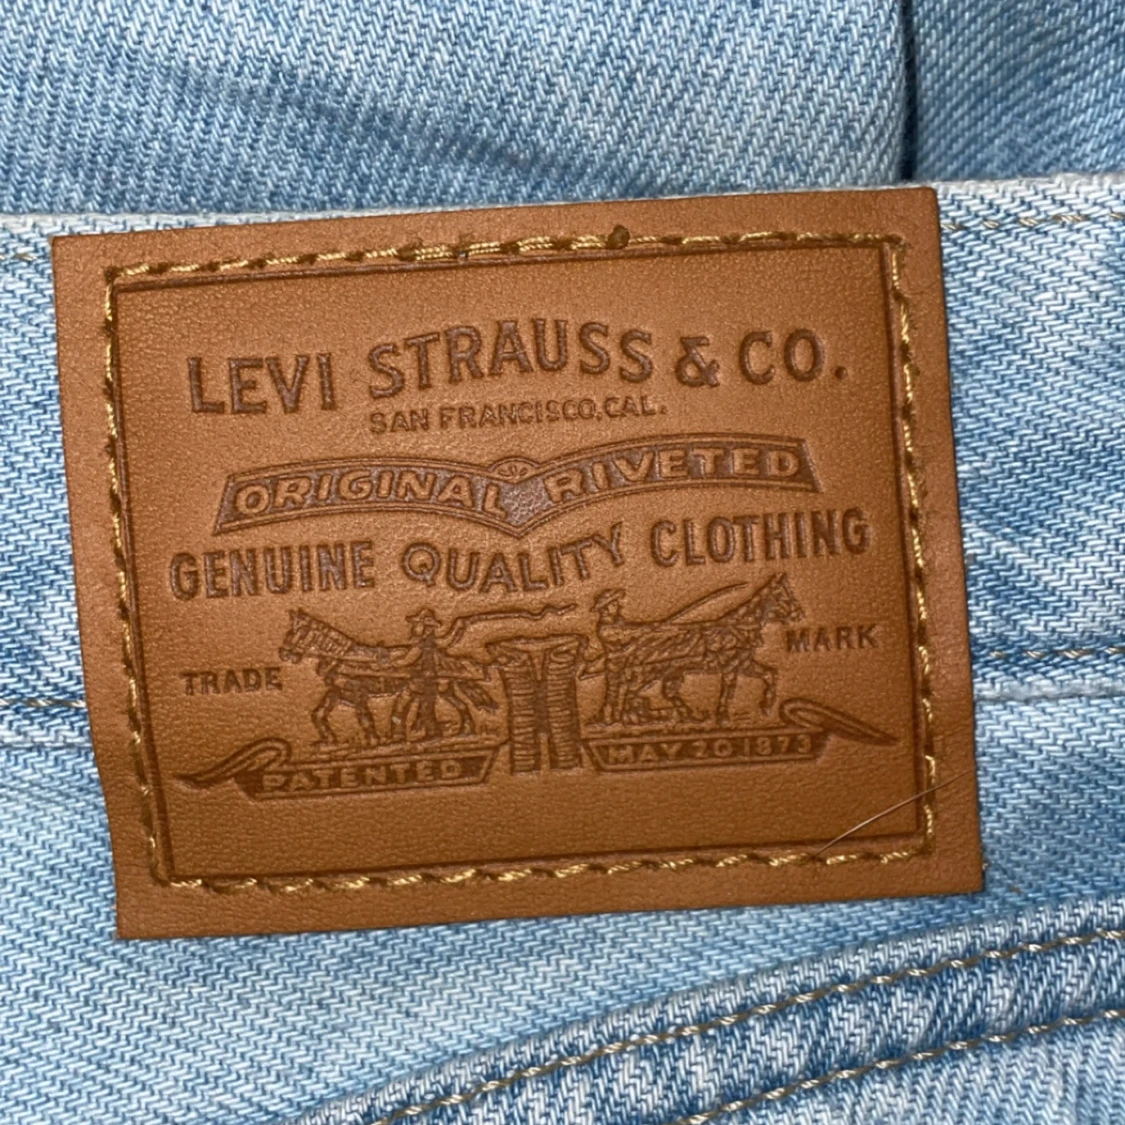 LEVI STRAUSS & CO.
SAN FRANCISCO, CAL.
ORIGINAL RIVETED
GENUINE QUALITY CLOTHING
TRADE MARK
PATENTED MAY 20 1873